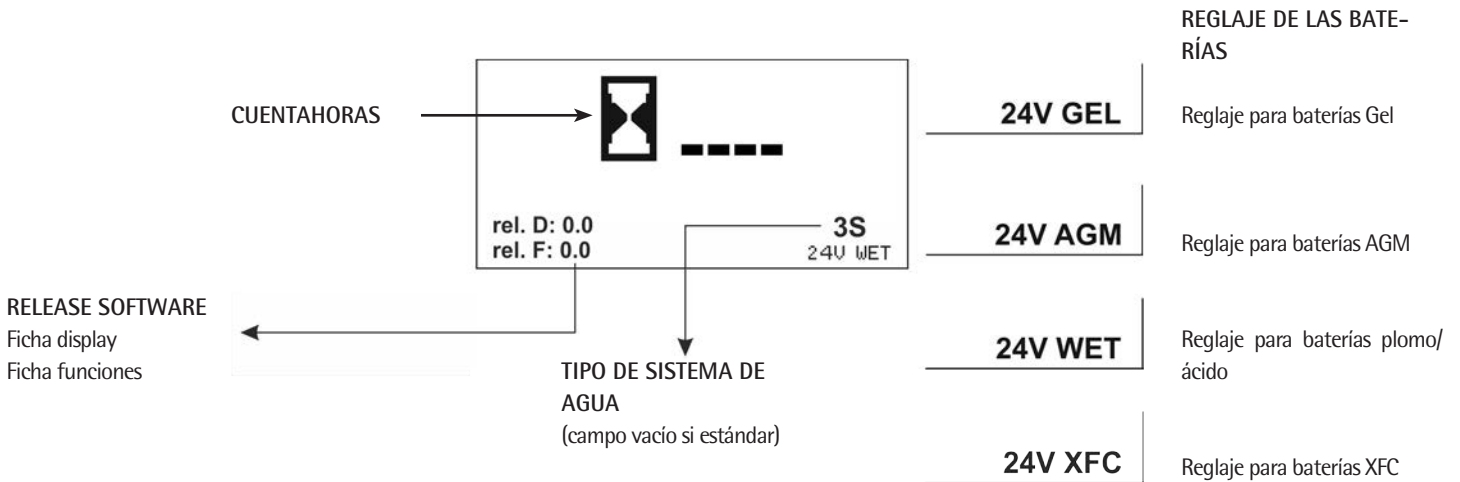 REGLAJE DE LAS BATE-
RÍAS
CUENTAHORAS
24V GEL
Reglaje para baterías Gel
rel. D: 0.0
rel. F: 0.0
3S
24V WET
24V AGM
Reglaje para baterías AGM
RELEASE SOFTWARE
Ficha display
Ficha funciones
TIPO DE SISTEMA DE
AGUA
(campo vacío si estándar)
24V WET
Reglaje para baterías plomo/
ácido
24V XFC
Reglaje para baterías XFC